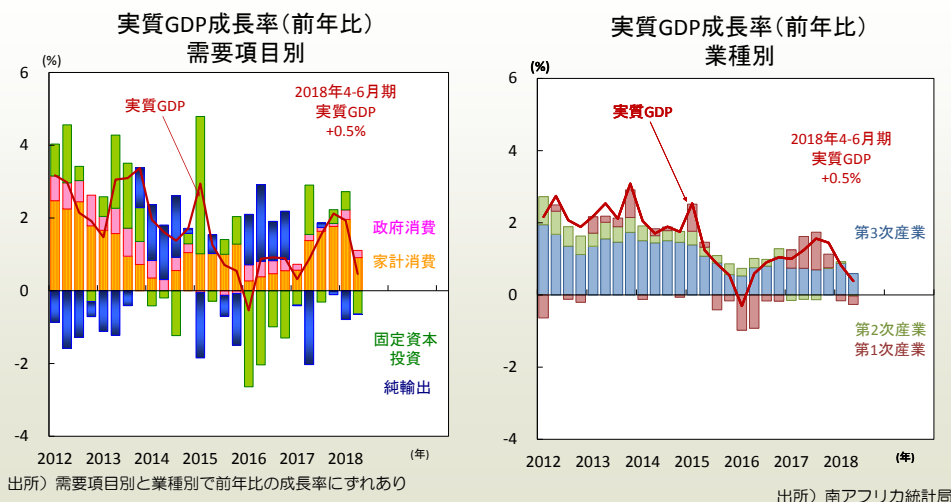 実質GDP成長率（前年比）
需要項目別
(%)
6
4
2
0
-2
-4
実質GDP
2018年4-6月期
実質GDP
+0.5%
政府消費
家計消費
固定資本
投資
純輸出
2012 2013 2014 2015 2016 2017 2018 (年)
出所）需要項目別と業種別で前年比の成長率にずれあり
実質GDP成長率（前年比）
業種別
(%)
6
4
2
0
-2
-4
実質GDP
2018年4-6月期
実質GDP
+0.5%
第3次産業
第2次産業
第1次産業
2012 2013 2014 2015 2016 2017 2018 (年)
出所）南アフリカ統計局